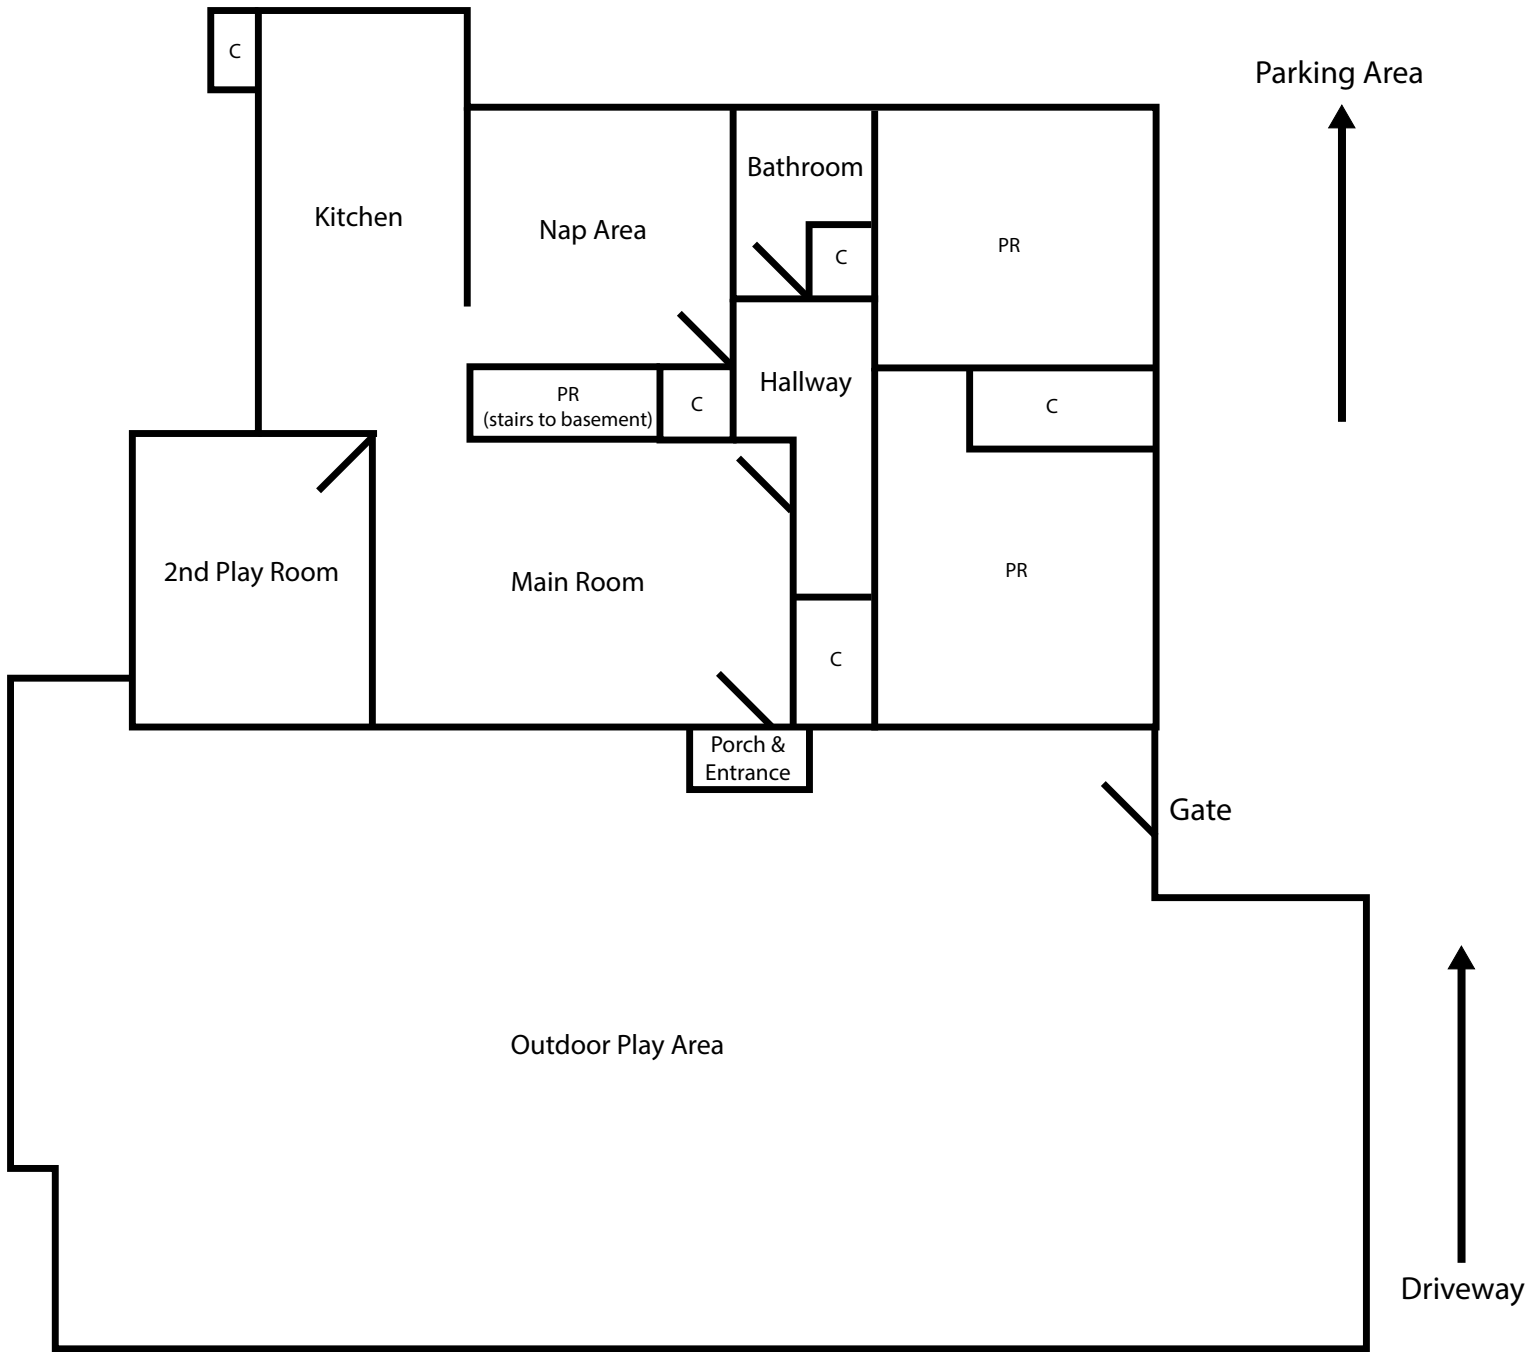 C
Parking Area
Bathroom
Kitchen
Nap Area
C
PR
Hallway
PR
(stairs to basement)
C
C
2nd Play Room
Main Room
PR
C
Porch &
Entrance
Gate
Outdoor Play Area
Driveway